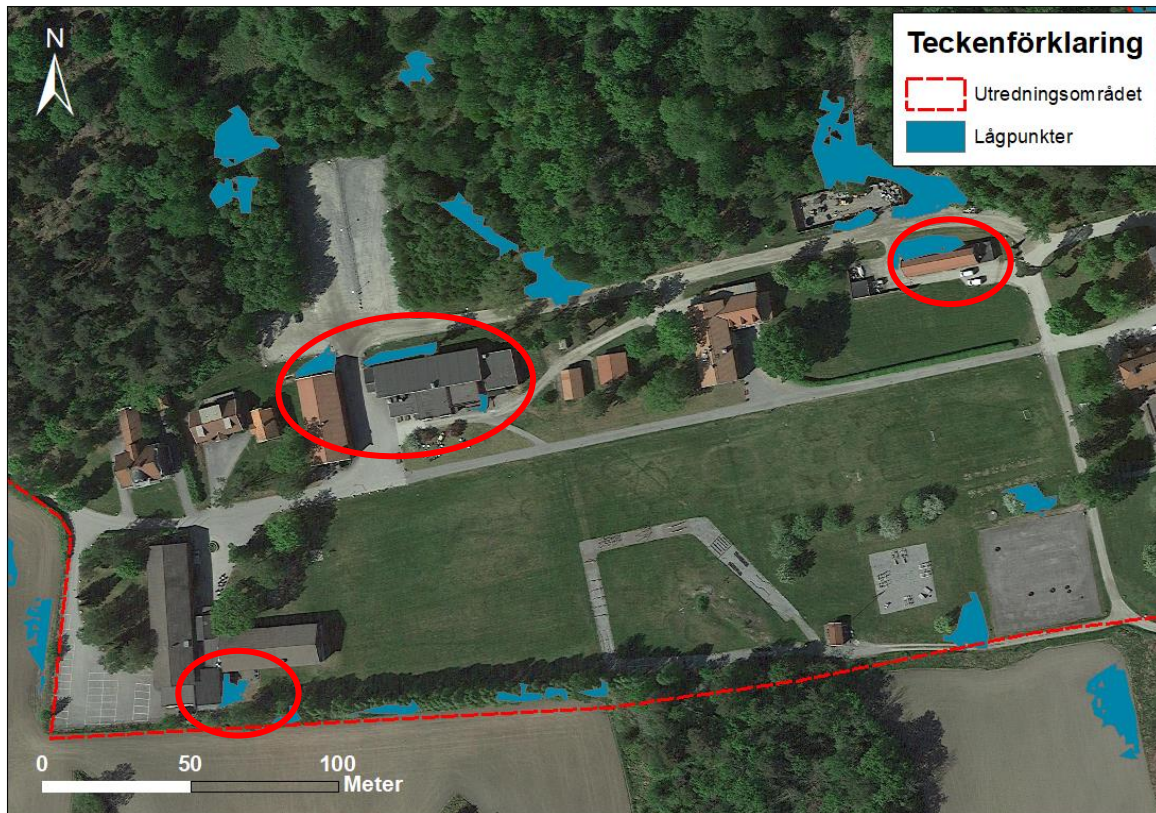 N
Teckenförklaring
Utredningsområdet
Lågpunkter
0 50 100
Meter